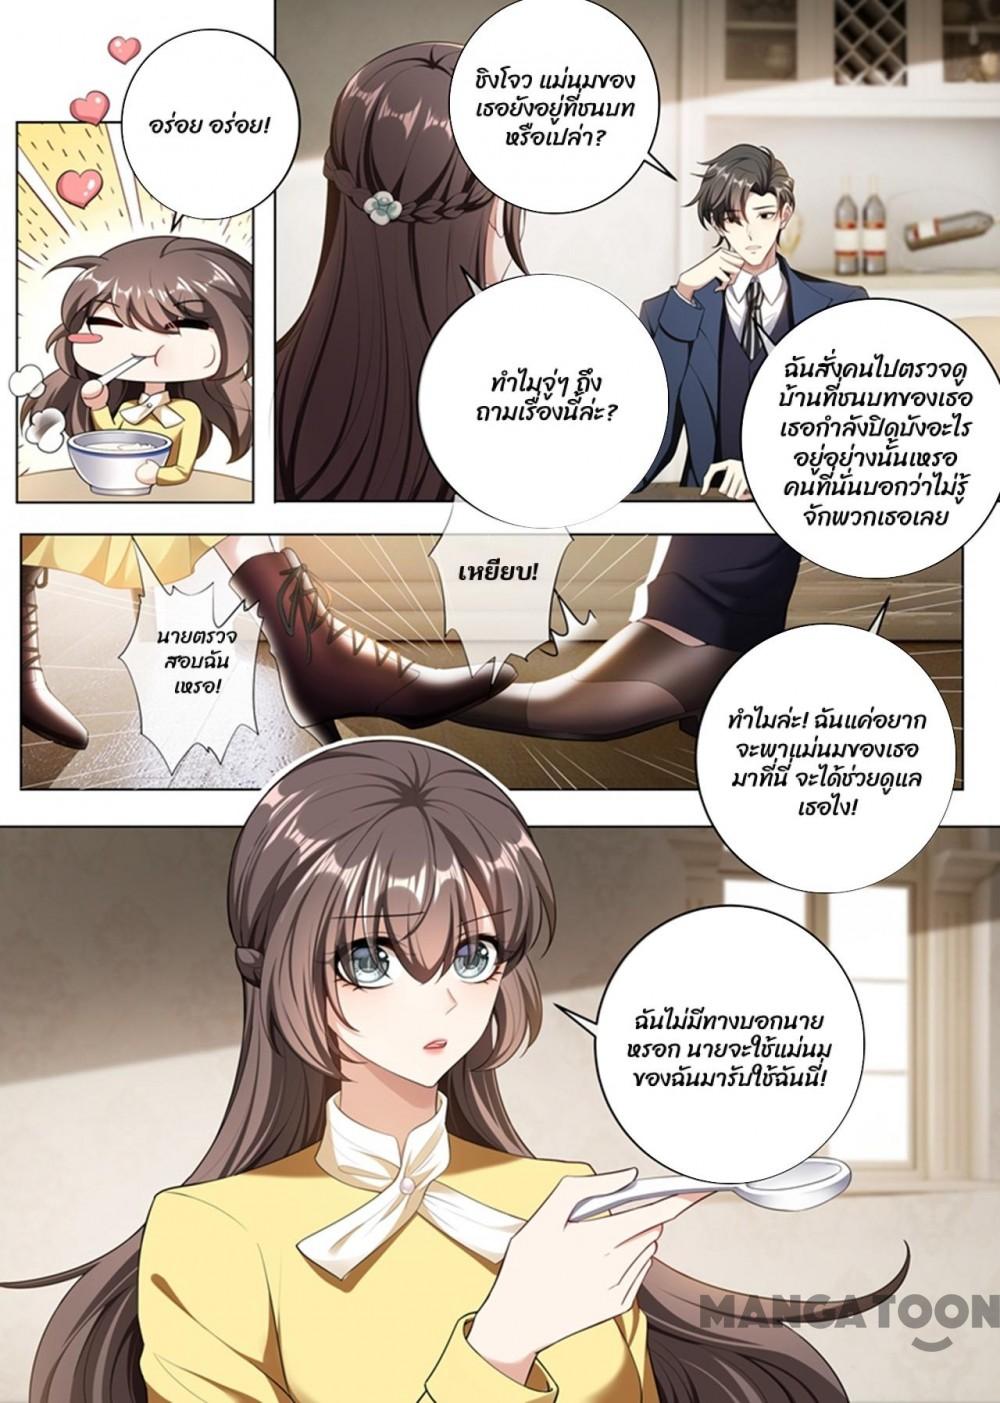 อร่อย อร่อย!
ชิงโจว แม่นมของ
เธอยังอยู่ที่ชนบท
หรือเปล่า?
ทำไมจู่ๆ ถึง
ถามเรื่องนี้ล่ะ?
ฉันสั่งคนไปตรวจดู
บ้านที่ชนบทของเธอ
เธอกำลังปิดบังอะไร
อยู่อย่างนั้นเหรอ
คนที่นั่นบอกว่าไม่รู้
จักพวกเธอเลย
เหยียบ!
นายตรวจ
สอบฉัน
เหรอ!
ทำไมล่ะ! ฉันแค่อยาก
จะพาแม่นมของเธอ
มาที่นี่ จะได้ช่วยดูแล
เธอไง!
ฉันไม่มีทางบอกนาย
หรอก นายจะใช้แม่นม
ของฉันมารับใช้ฉันนี่!
MANGATOON